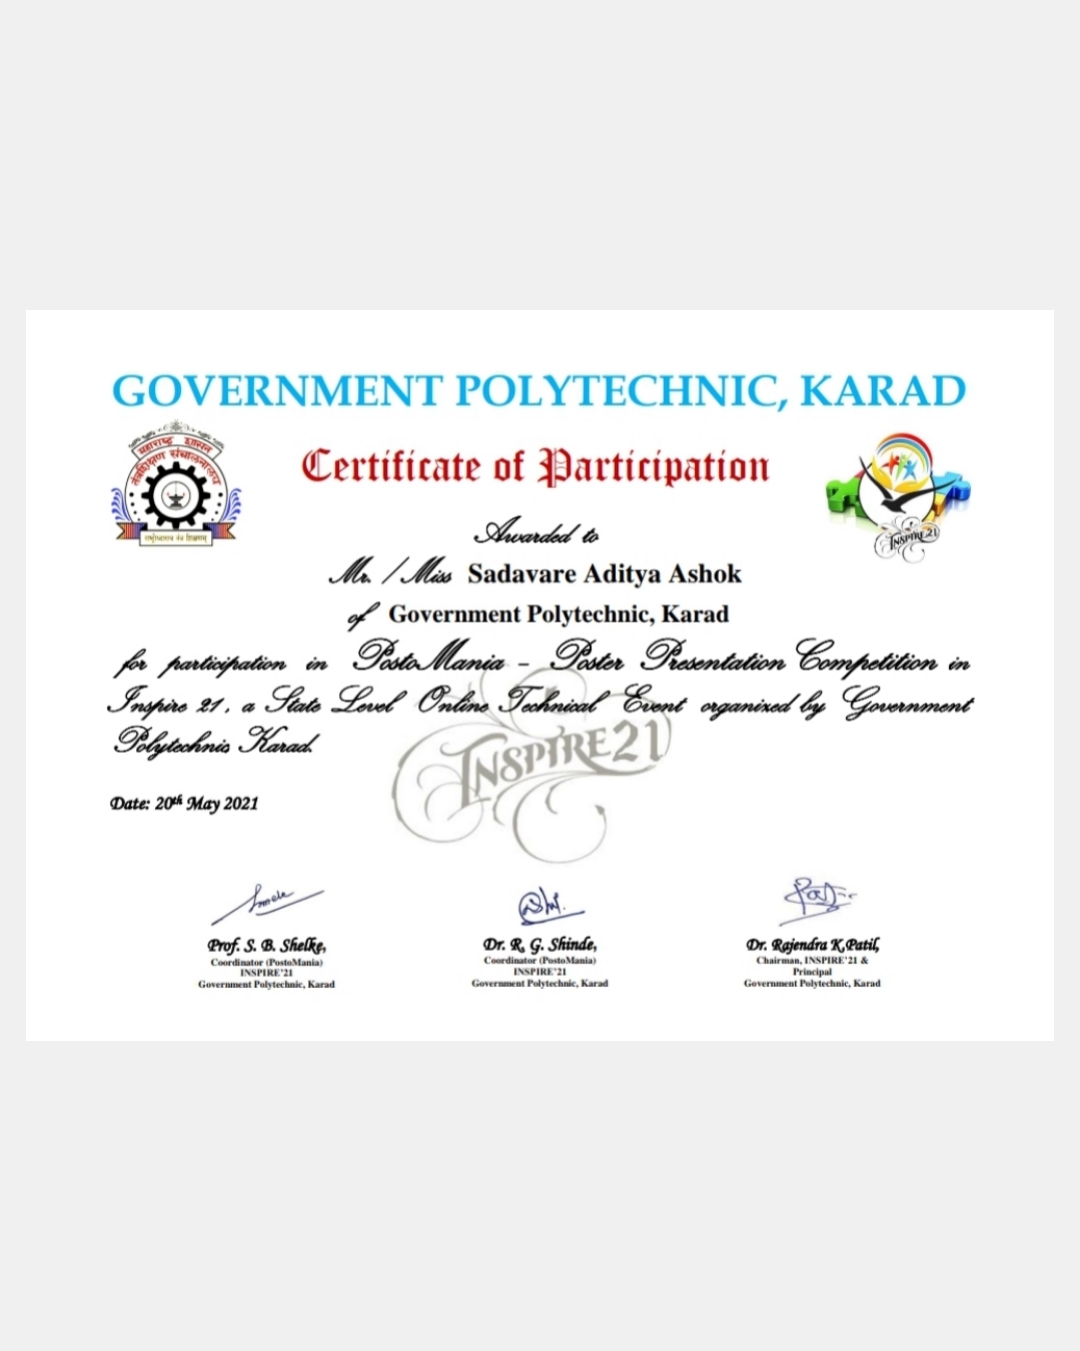 GOVERNMENT POLYTECHNIC, KARAD
महाराष्ट्र शासन
तंत्रशिक्षण संचालनालय
राष्ट्रोध्दाराय तंत्र शिक्षणम्
Certificate of Participation
INSPIRE21
Awarded to
Mr. / Miss Sadavare Aditya Ashok
of Government Polytechnic, Karad
for participation in PostoMania - Poster Presentation Competition in
Inspire 21, a State Level Online Technical Event organized by Government
Polytechnic Karad.
INSPIRE21
Date: 20th May 2021
Prof. S. B. Shelke,
Coordinator (PostoMania)
INSPIRE'21
Government Polytechnic, Karad
Dr. R. G. Shinde,
Coordinator (PostoMania)
INSPIRE'21
Government Polytechnic, Karad
Dr. Rajendra K.Patil,
Chairman, INSPIRE'21 &
Principal
Government Polytechnic, Karad